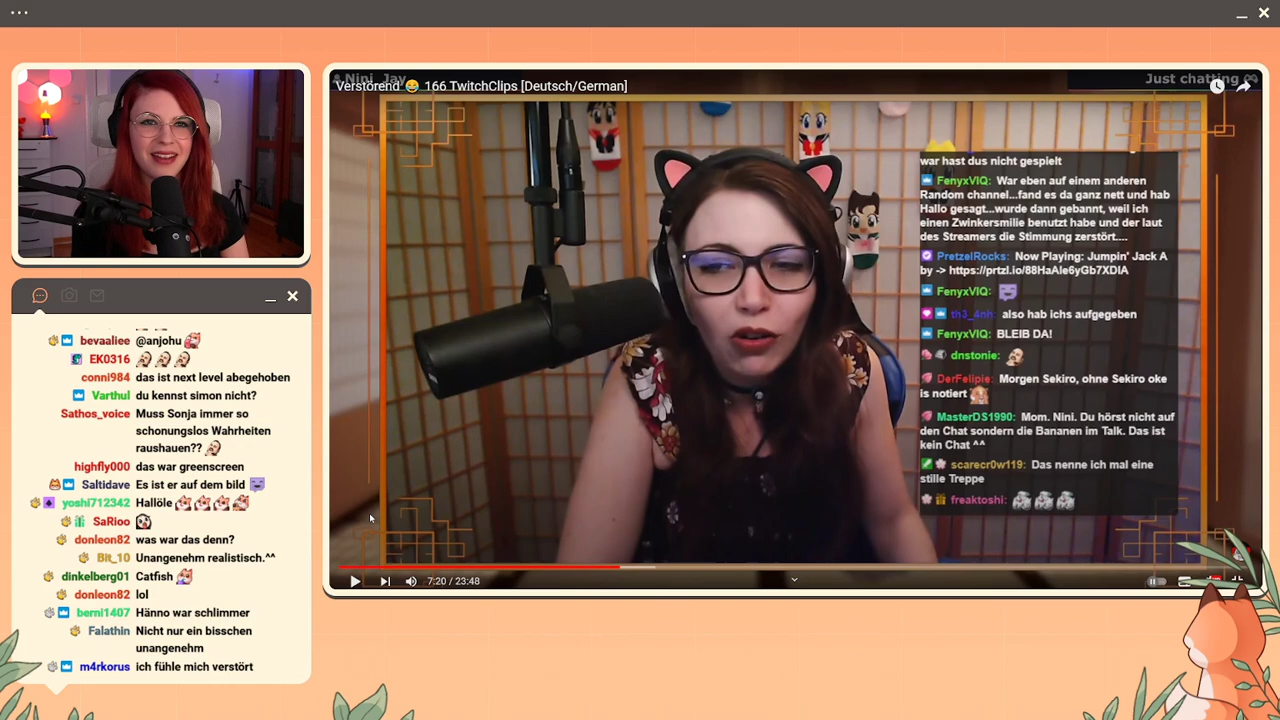 Nini_Jay
Just chatting
Verstörend 😂 166 TwitchClips [Deutsch/German]
war hast dus nicht gespielt
FenyxVIQ: War eben auf einem anderen
Random channel...fand es da ganz nett und hab
Hallo gesagt...wurde dann gebannt, weil ich
einen Zwinkersmilie benutzt habe und der laut
des Streamers die Stimmung zerstört....
PretzelRocks: Now Playing: Jumpin' Jack A
by -> https://prtzl.io/88HaAle6yGb7XDIA
FenyxVIQ:
th3_4nh: also hab ichs aufgegeben
FenyxVIQ: BLEIB DA!
dnstonie:
DerFelipie: Morgen Sekiro, ohne Sekiro oke
is notiert
MasterDS1990: Mom. Nini. Du hörst nicht auf
den Chat sondern die Bananen im Talk. Das ist
kein Chat ^^
scarecr0w119: Das nenne ich mal eine
stille Treppe
freaktoshi:
7:20 / 23:48
bevaaliee @anjohu
EK0316
conni984 das ist next level abegehoben
Varthul du kennst simon nicht?
Sathos_voice Muss Sonja immer so
schonungslos Wahrheiten
raushauen??
highfly000 das war greenscreen
Saltidave Es ist er auf dem bild
yoshi712342 Hallöle
SaRioo
donleon82 was war das denn?
Bit_10 Unangenehm realistisch.^^
dinkelberg01 Catfish
donleon82 lol
berni1407 Hänno war schlimmer
Falathin Nicht nur ein bisschen
unangenehm
m4rkorus ich fühle mich verstört